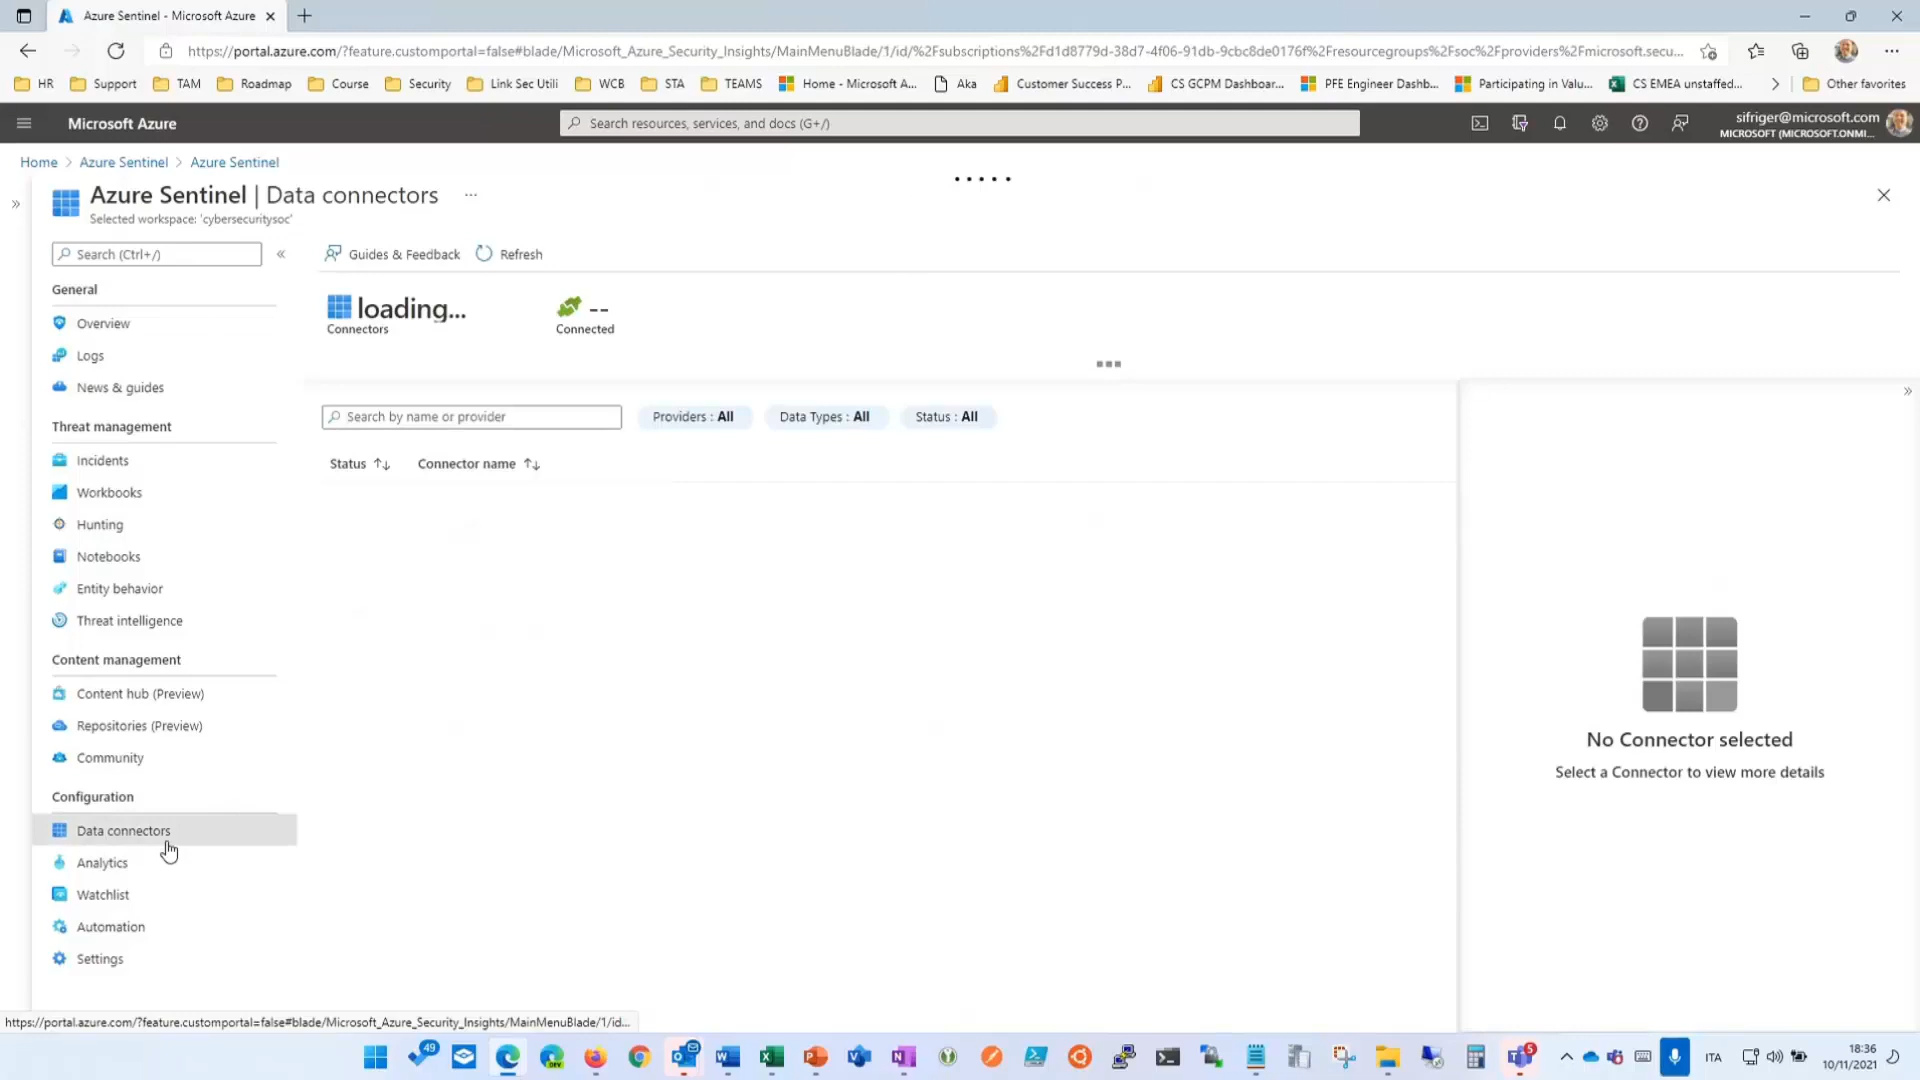 Azure Sentinel - Microsoft Azure
https://portal.azure.com/?feature.customportal=false#blade/Microsoft_Azure_Security_Insights/MainMenuBlade/1/id/%2Fsubscriptions%2Fd1d8779d-38d7-4f06-91db-9cbc8de0176f%2Fresourcegroups%2Fsoc%2Fproviders%2Fmicrosoft.secu...
HR Support TAM Roadmap Course Security Link Sec Utili WCB STA TEAMS Home - Microsoft A... Aka Customer Success P... CS GCPM Dashboar... PFE Engineer Dashb... Participating in Valu... CS EMEA unstaffed... Other favorites
Microsoft Azure
Search resources, services, and docs (G+/)
sifriger@microsoft.com
MICROSOFT (MICROSOFT.ONMI...
Home > Azure Sentinel > Azure Sentinel
Azure Sentinel | Data connectors ...
Selected workspace: 'cybersecuritysoc'
Search (Ctrl+/)
Guides & Feedback Refresh
General
Overview
Logs
News & guides
Threat management
Incidents
Workbooks
Hunting
Notebooks
Entity behavior
Threat intelligence
Content management
Content hub (Preview)
Repositories (Preview)
Community
Configuration
Data connectors
Analytics
Watchlist
Automation
Settings
loading...
Connectors
--
Connected
Search by name or provider
Providers : All
Data Types : All
Status : All
Status Connector name
No Connector selected
Select a Connector to view more details
https://portal.azure.com/?feature.customportal=false#blade/Microsoft_Azure_Security_Insights/MainMenuBlade/1/id...
49
DEV
5
ITA
18:36
10/11/2021